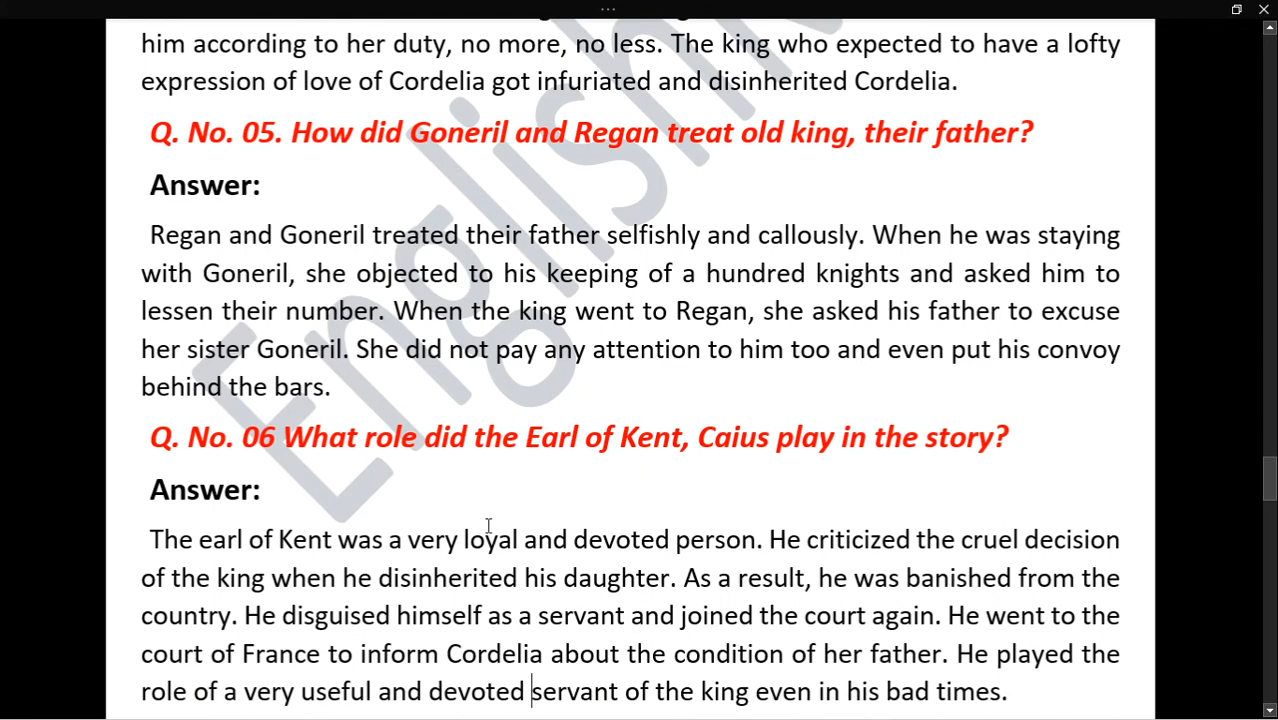 him according to her duty, no more, no less. The king who expected to have a lofty
expression of love of Cordelia got infuriated and disinherited Cordelia.
Q. No. 05. How did Goneril and Regan treat old king, their father?
Answer:
Regan and Goneril treated their father selfishly and callously. When he was staying
with Goneril, she objected to his keeping of a hundred knights and asked him to
lessen their number. When the king went to Regan, she asked his father to excuse
her sister Goneril. She did not pay any attention to him too and even put his convoy
behind the bars.
Q. No. 06 What role did the Earl of Kent, Caius play in the story?
Answer:
The earl of Kent was a very loyal and devoted person. He criticized the cruel decision
of the king when he disinherited his daughter. As a result, he was banished from the
country. He disguised himself as a servant and joined the court again. He went to the
court of France to inform Cordelia about the condition of her father. He played the
role of a very useful and devoted servant of the king even in his bad times.